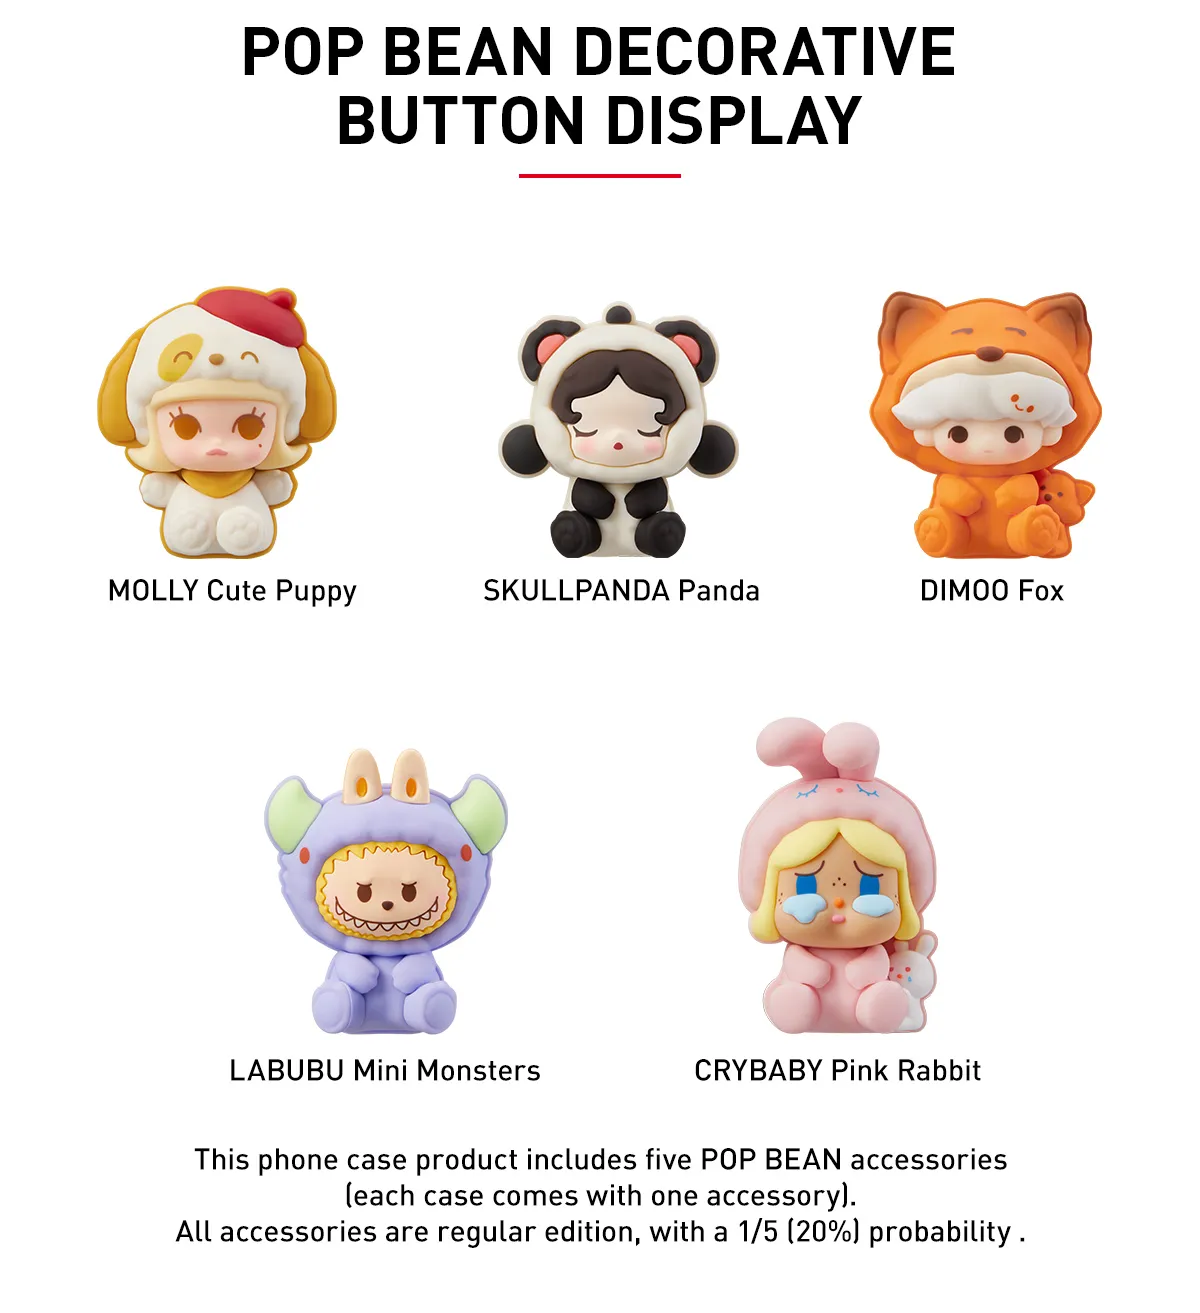 POP BEAN DECORATIVE
BUTTON DISPLAY
MOLLY Cute Puppy
SKULLPANDA Panda
DIMOO Fox
LABUBU Mini Monsters
CRYBABY Pink Rabbit
This phone case product includes five POP BEAN accessories
(each case comes with one accessory).
All accessories are regular edition, with a 1/5 (20%) probability .